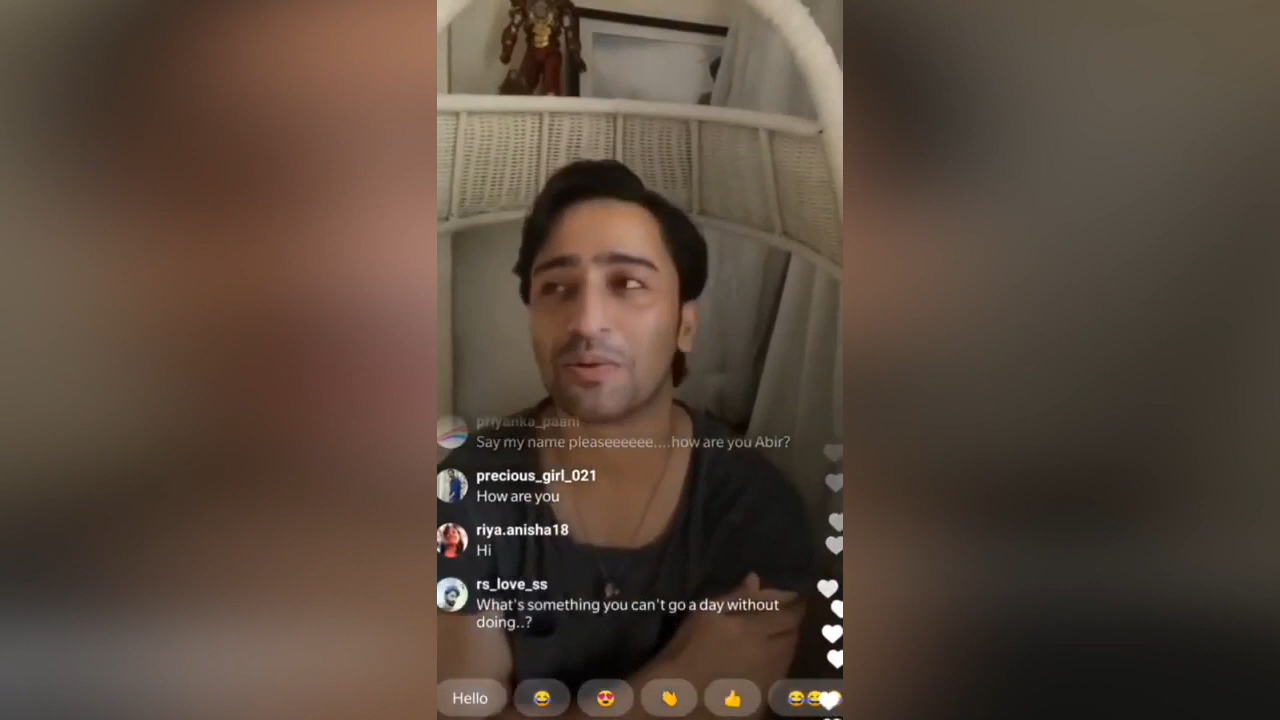 priyanka_paani
Say my name pleaseeeeee....how are you Abir?
precious_girl_021
How are you
riya.anisha18
Hi
rs_love_ss
What's something you can't go a day without
doing..?
Hello